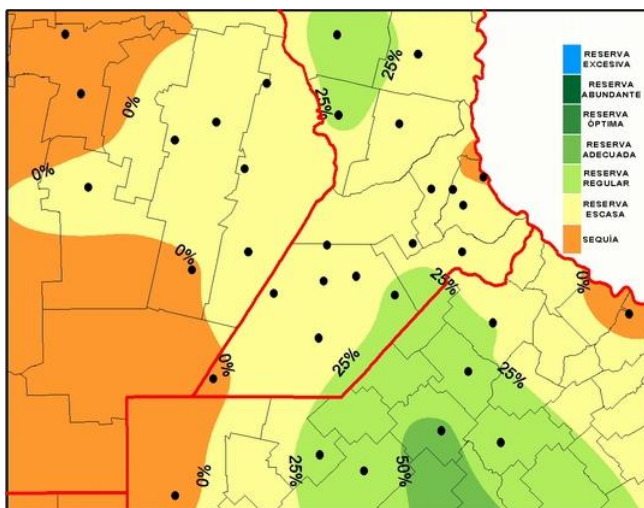 RESERVA
EXCESIVA
RESERVA
ABUNDANTE
RESERVA
ÓPTIMA
RESERVA
ADECUADA
RESERVA
REGULAR
RESERVA
ESCASA
SEQUÍA
25%
0%
25%
0%
0%
25%
0%
25%
0%
25%
0%
25%
50%